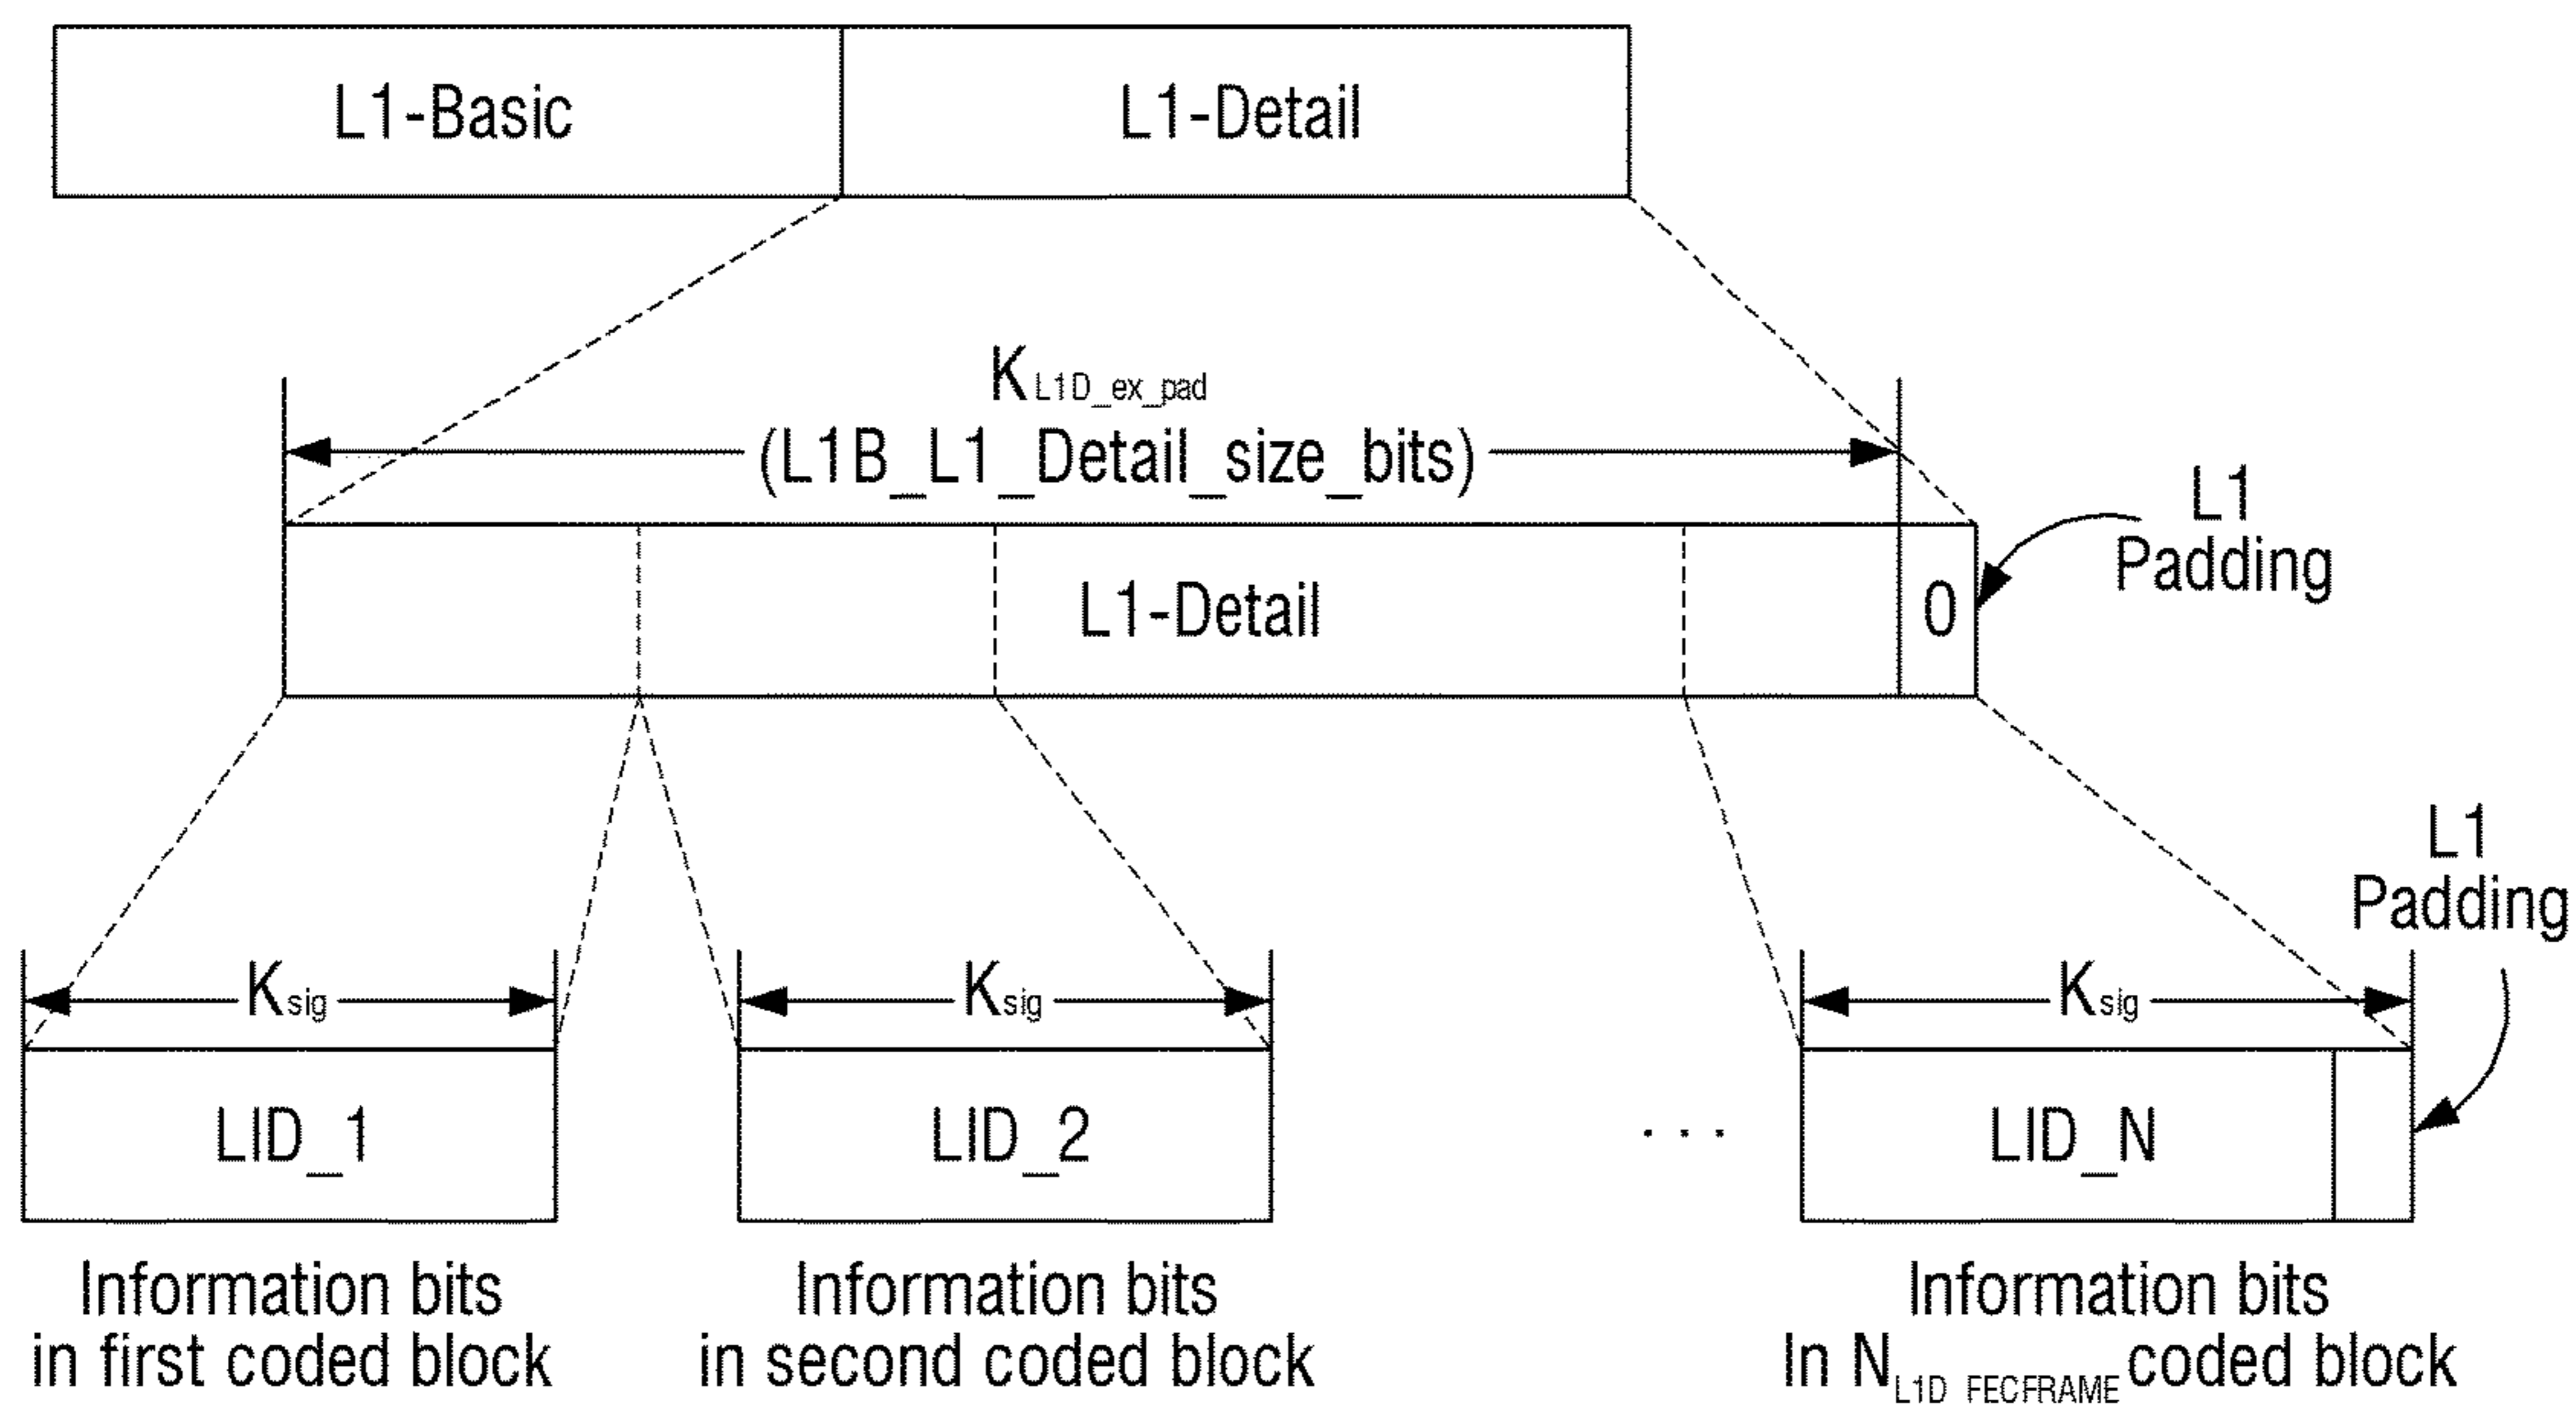 L1-Basic
L1-Detail
K L1D_ex_pad
(L1B_L1_Detail_size_bits)
L1
Padding
L1-Detail
0
L1
Padding
Ksig
Ksig
Ksig
LID_1
LID_2
. . .
LID_N
Information bits
in first coded block
Information bits
in second coded block
Information bits
In NL1D FECFRAME coded block